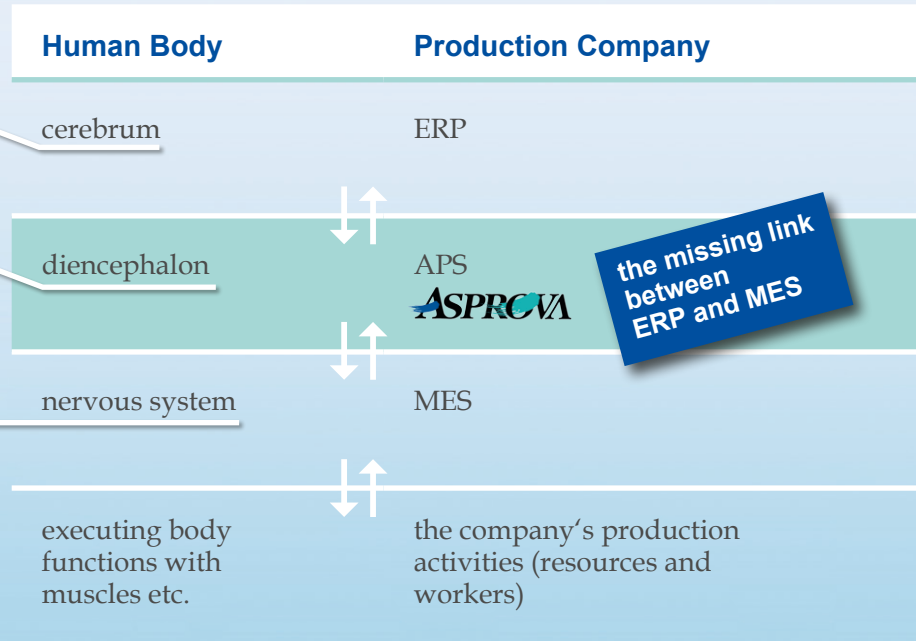 Human Body
Production Company
cerebrum
ERP
diencephalon
APS
ASPROVA
the missing link
between
ERP and MES
nervous system
MES
executing body
functions with
muscles etc.
the company‘s production
activities (resources and
workers)